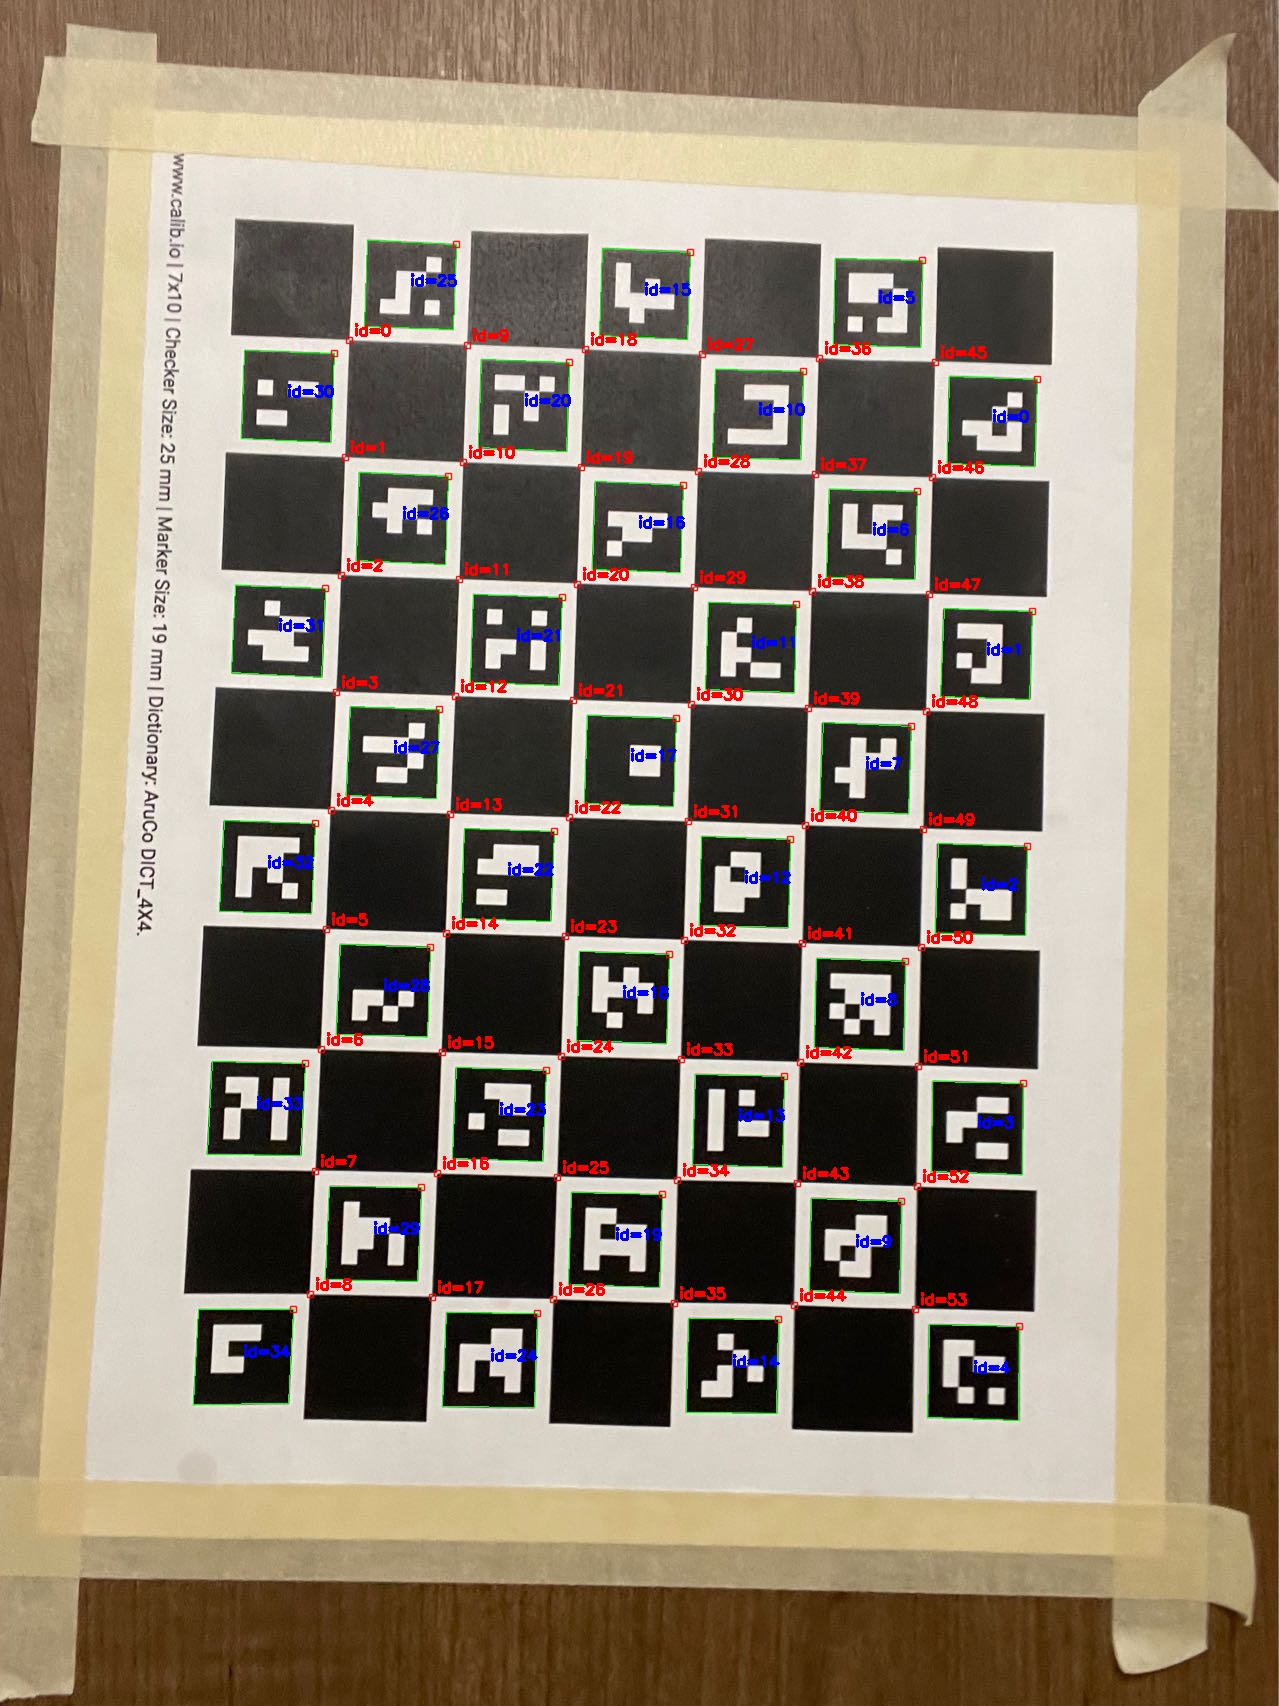 www.calib.io | 7x10 | Checker Size: 25 mm | Marker Size: 19 mm | Dictionary: AruCo DICT_4X4.
id=25 id=15 id=5
id=0 id=9 id=18 id=27 id=36 id=45
id=30 id=20 id=10 id=0
id=1 id=10 id=19 id=28 id=37 id=46
id=26 id=16 id=6
id=2 id=11 id=20 id=29 id=38 id=47
id=31 id=21 id=11 id=1
id=3 id=12 id=21 id=30 id=39 id=48
id=27 id=17 id=7
id=4 id=13 id=22 id=31 id=40 id=49
id=32 id=22 id=12 id=2
id=5 id=14 id=23 id=32 id=41 id=50
id=28 id=18 id=8
id=6 id=15 id=24 id=33 id=42 id=51
id=33 id=23 id=13 id=3
id=7 id=16 id=25 id=34 id=43 id=52
id=29 id=19 id=9
id=8 id=17 id=26 id=35 id=44 id=53
id=34 id=24 id=14 id=4